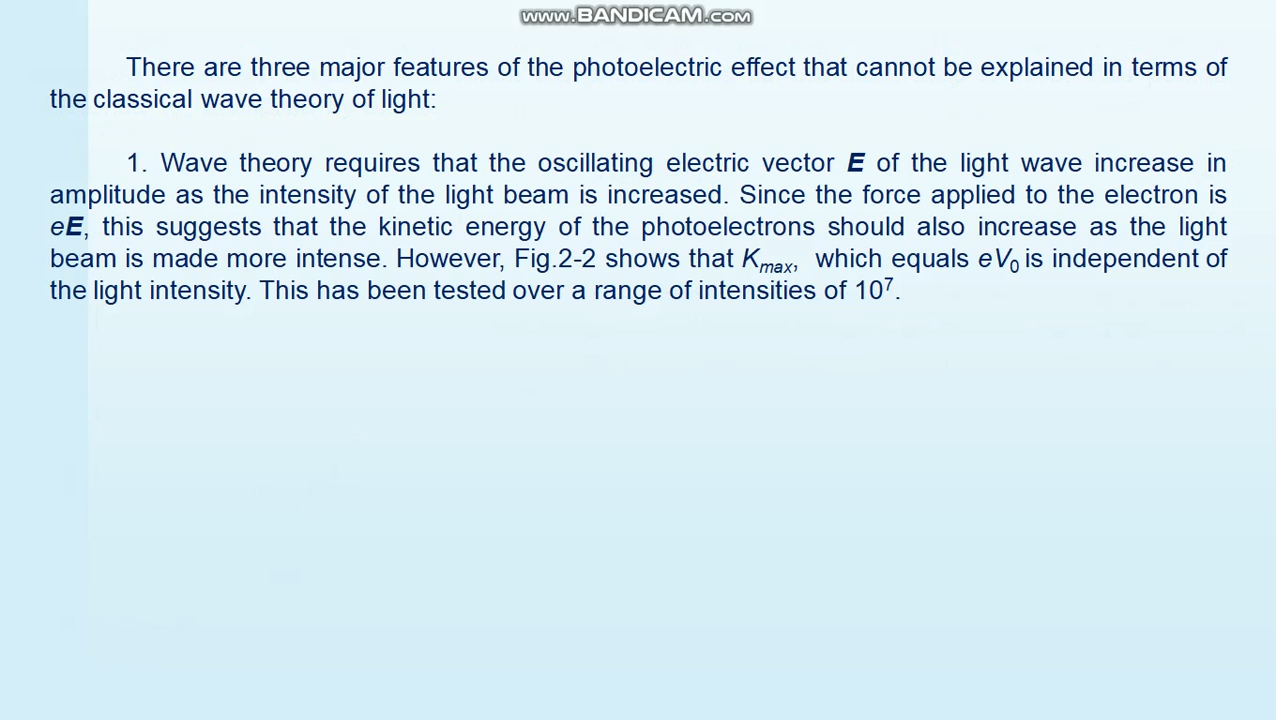 www.BANDICAM.com
There are three major features of the photoelectric effect that cannot be explained in terms of
the classical wave theory of light:
1. Wave theory requires that the oscillating electric vector E of the light wave increase in
amplitude as the intensity of the light beam is increased. Since the force applied to the electron is
eE, this suggests that the kinetic energy of the photoelectrons should also increase as the light
beam is made more intense. However, Fig.2-2 shows that Kmax, which equals eV₀ is independent of
the light intensity. This has been tested over a range of intensities of 10⁷.